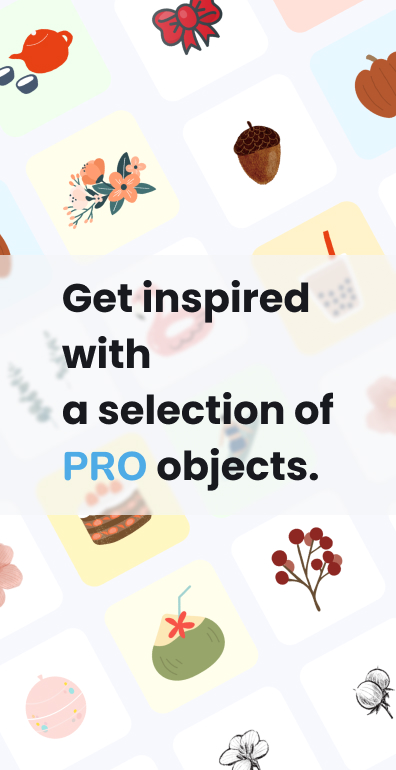 Get inspired
with
a selection of
PRO objects.